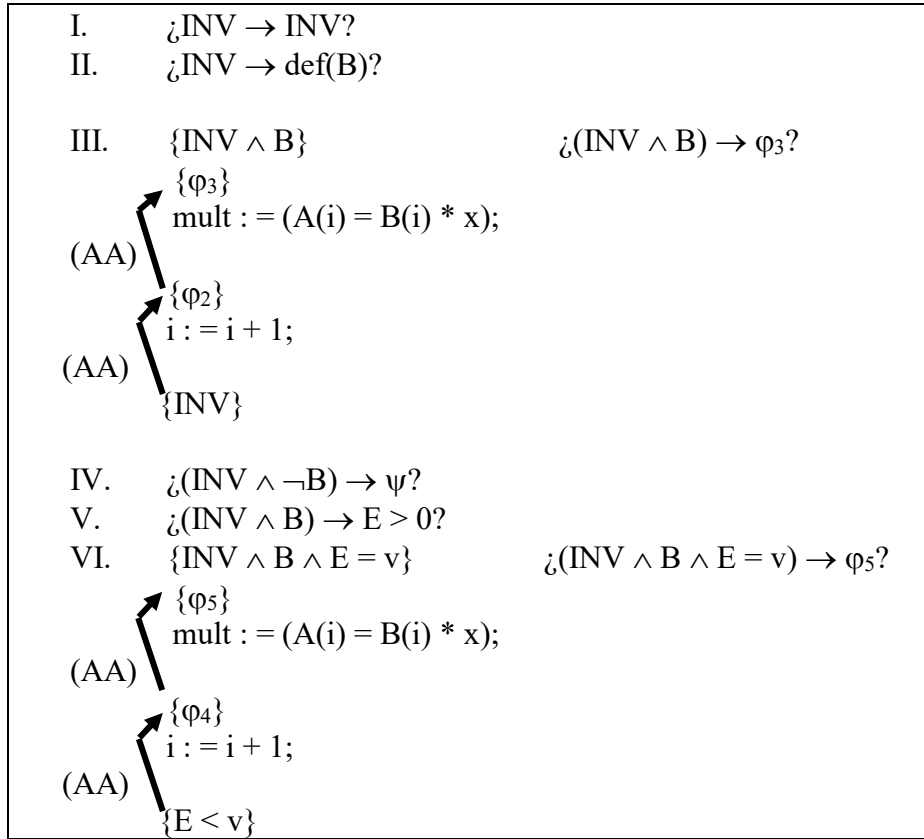 I. ¿INV → INV?
II. ¿INV → def(B)?
III. {INV ∧ B} ¿(INV ∧ B) → φ₃?
{φ₃}
mult : = (A(i) = B(i) * x);
(AA)
{φ₂}
i : = i + 1;
(AA)
{INV}
IV. ¿(INV ∧ ¬B) → ψ?
V. ¿(INV ∧ B) → E > 0?
VI. {INV ∧ B ∧ E = v} ¿(INV ∧ B ∧ E = v) → φ₅?
{φ₅}
mult : = (A(i) = B(i) * x);
(AA)
{φ₄}
i : = i + 1;
(AA)
{E < v}